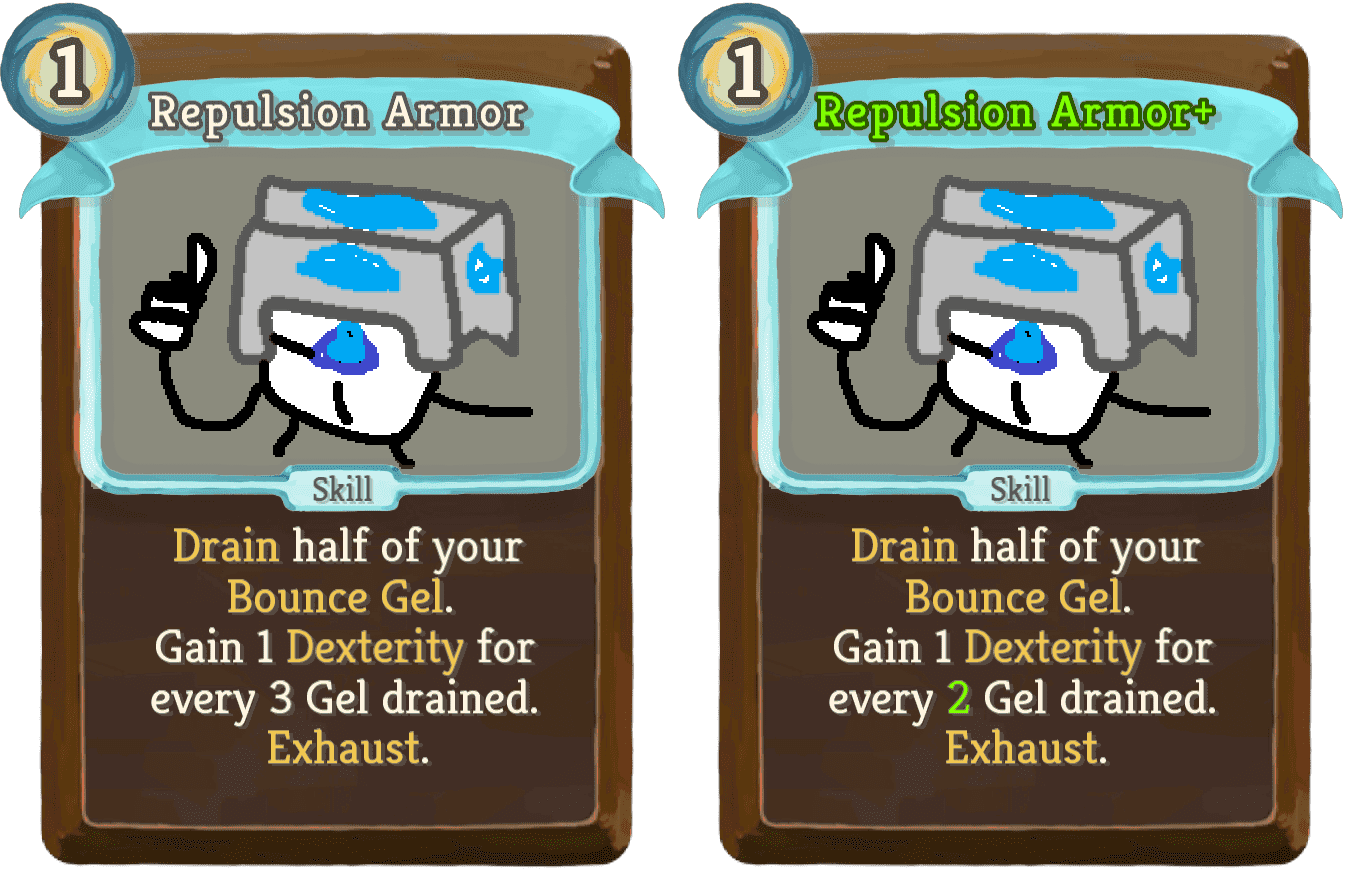 1
Repulsion Armor
Skill
Drain half of your
Bounce Gel.
Gain 1 Dexterity for
every 3 Gel drained.
Exhaust.
1
Repulsion Armor+
Skill
Drain half of your
Bounce Gel.
Gain 1 Dexterity for
every 2 Gel drained.
Exhaust.